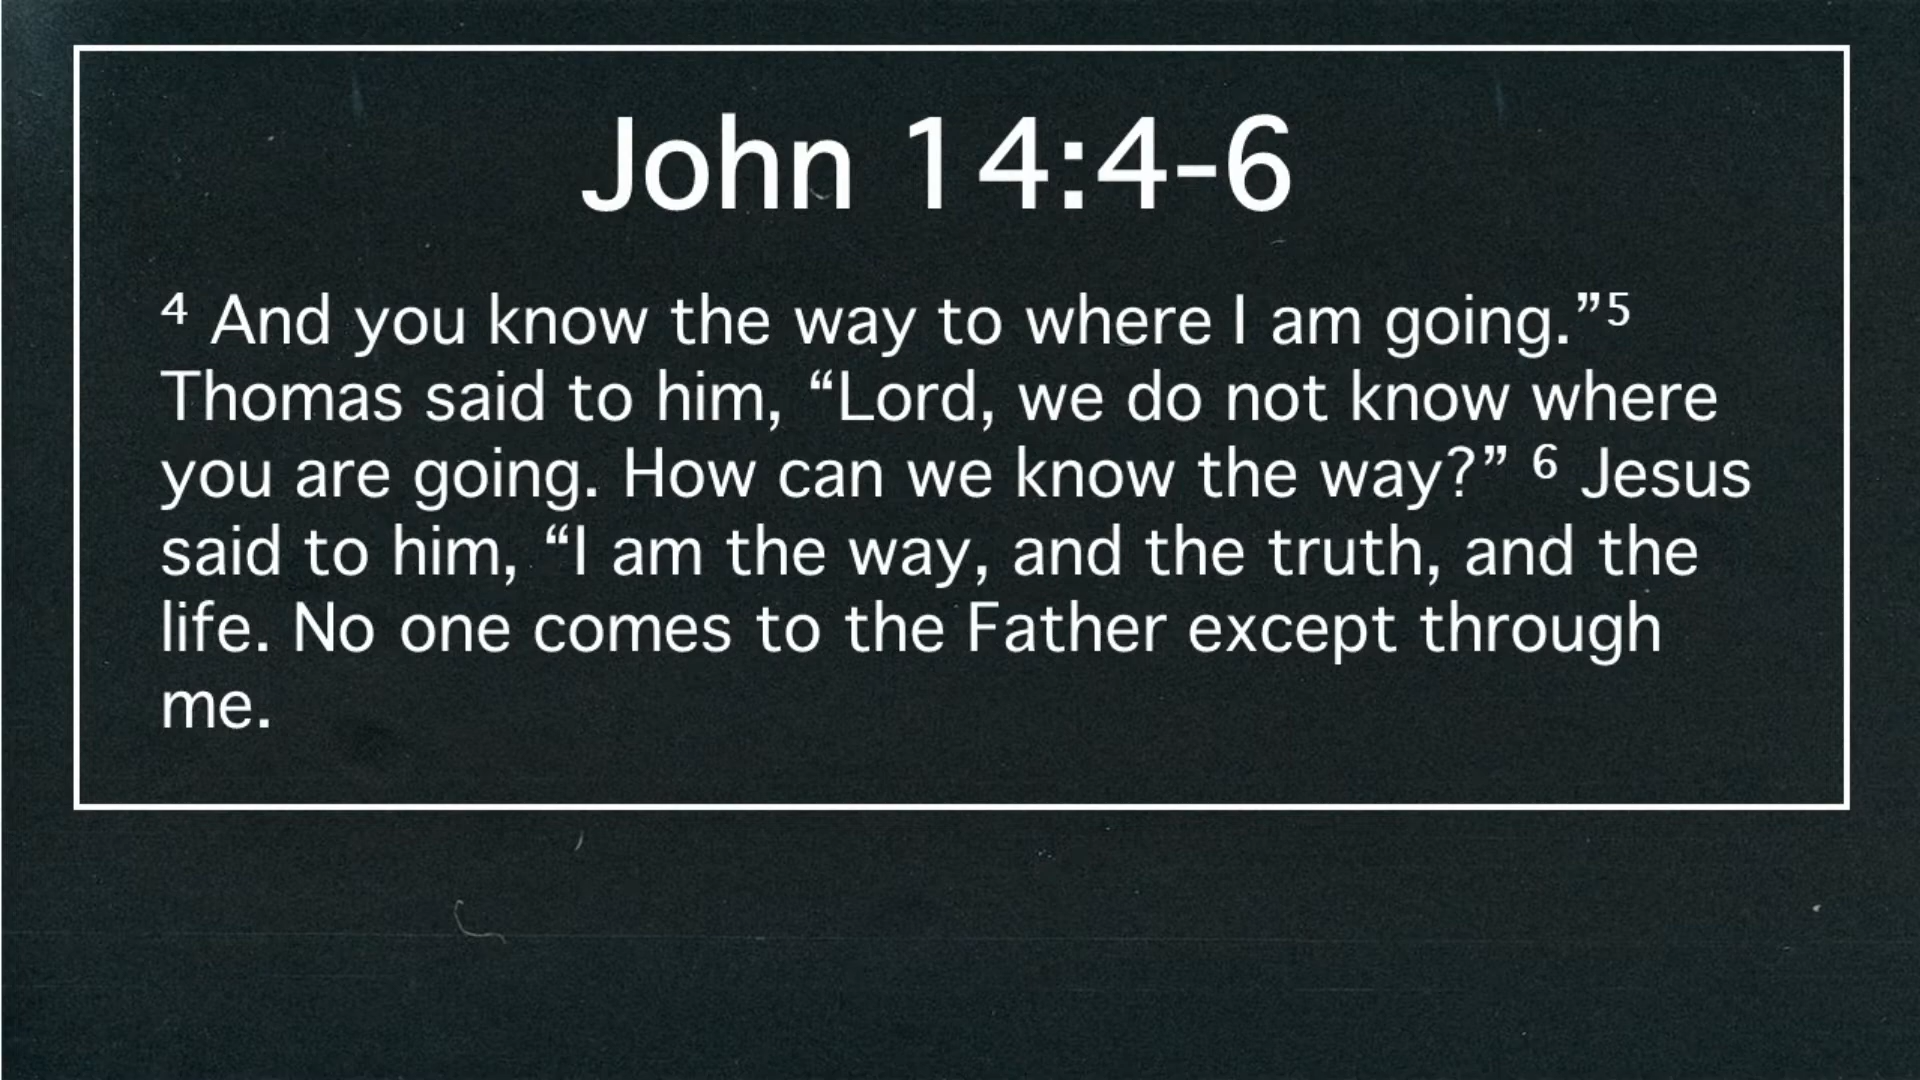 John 14:4-6
⁴ And you know the way to where I am going.”⁵
Thomas said to him, “Lord, we do not know where
you are going. How can we know the way?” ⁶ Jesus
said to him, “I am the way, and the truth, and the
life. No one comes to the Father except through
me.